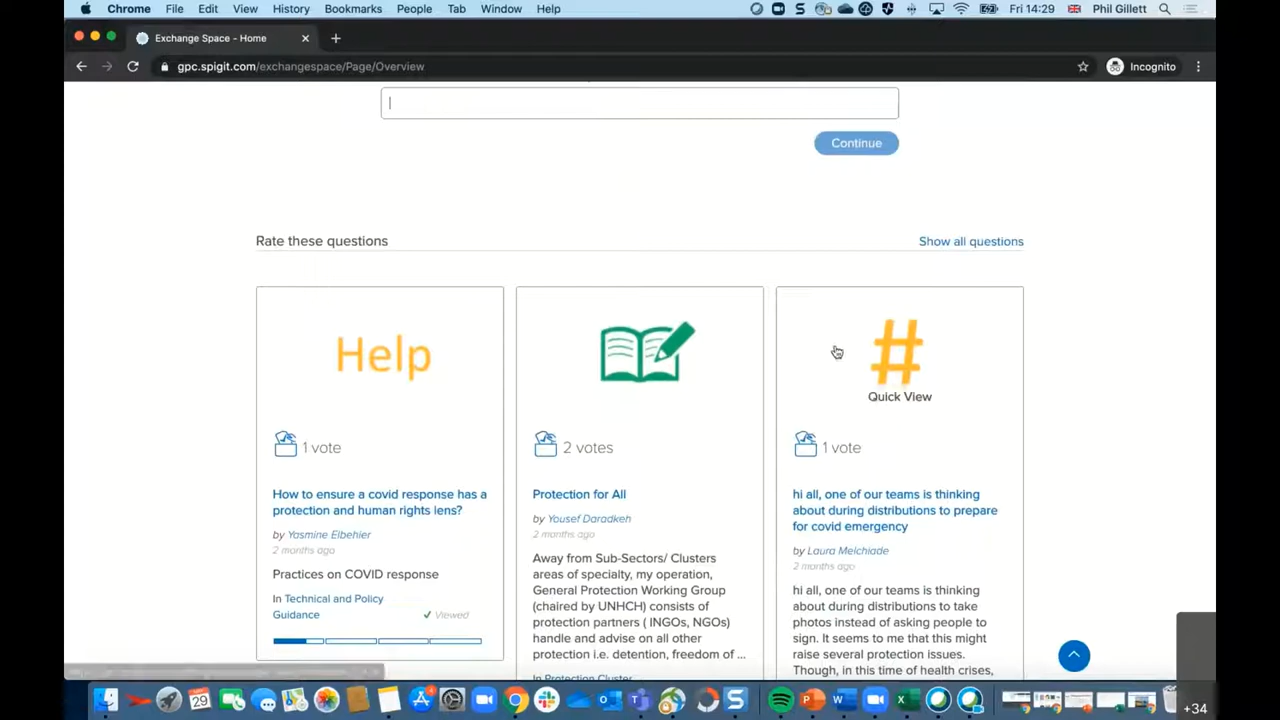 Chrome File Edit View History Bookmarks People Tab Window Help Fri 14:29 Phil Gillett
Exchange Space - Home
gpc.spigit.com/exchangespace/Page/Overview Incognito
Continue
Rate these questions Show all questions
Help
#
Quick View
1 vote
2 votes
1 vote
How to ensure a covid response has a
protection and human rights lens?
by Yasmine Elbehier
2 months ago
Practices on COVID response
In Technical and Policy
Guidance
Viewed
Protection for All
by Yousef Daradkeh
2 months ago
Away from Sub-Sectors/ Clusters
areas of specialty, my operation,
General Protection Working Group
(chaired by UNHCH) consists of
protection partners ( INGOs, NGOs)
handle and advise on all other
protection i.e. detention, freedom of ...
In Protection Cluster
hi all, one of our teams is thinking
about during distributions to prepare
for covid emergency
by Laura Melchiade
2 months ago
hi all, one of our teams is thinking
about during distributions to take
photos instead of asking people to
sign. It seems to me that this might
raise several protection issues.
Though, in this time of health crises,
29
+34